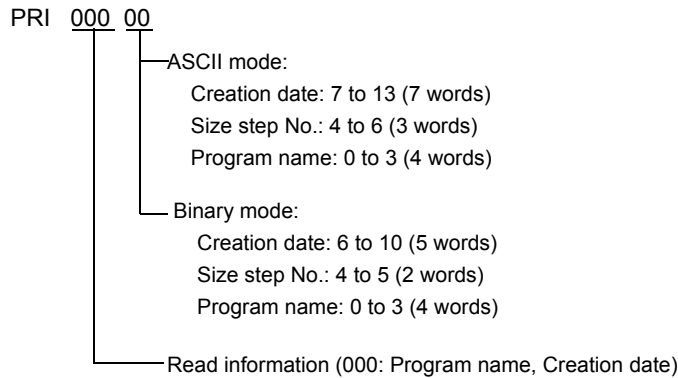 PRI 000 00
ASCII mode:
Creation date: 7 to 13 (7 words)
Size step No.: 4 to 6 (3 words)
Program name: 0 to 3 (4 words)
Binary mode:
Creation date: 6 to 10 (5 words)
Size step No.: 4 to 5 (2 words)
Program name: 0 to 3 (4 words)
Read information (000: Program name, Creation date)